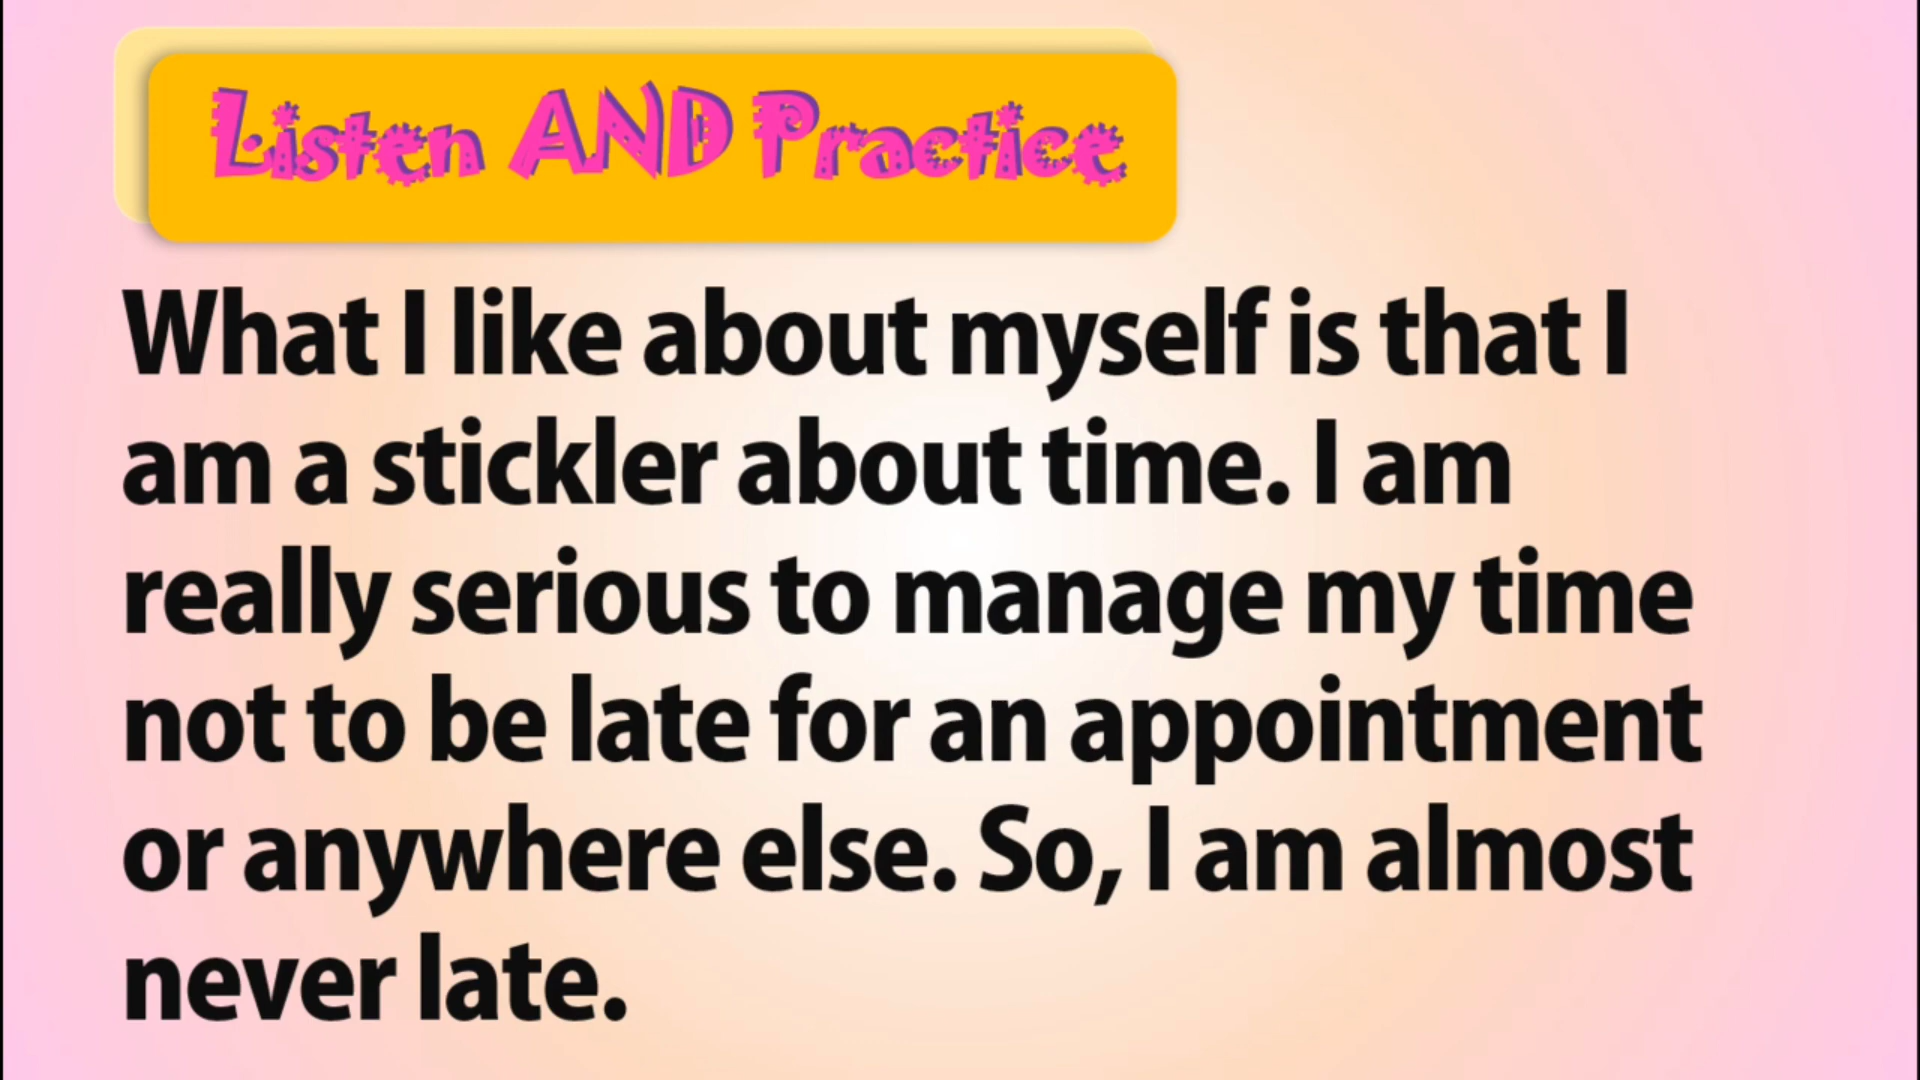 Listen AND Practice
What I like about myself is that I
am a stickler about time. I am
really serious to manage my time
not to be late for an appointment
or anywhere else. So, I am almost
never late.